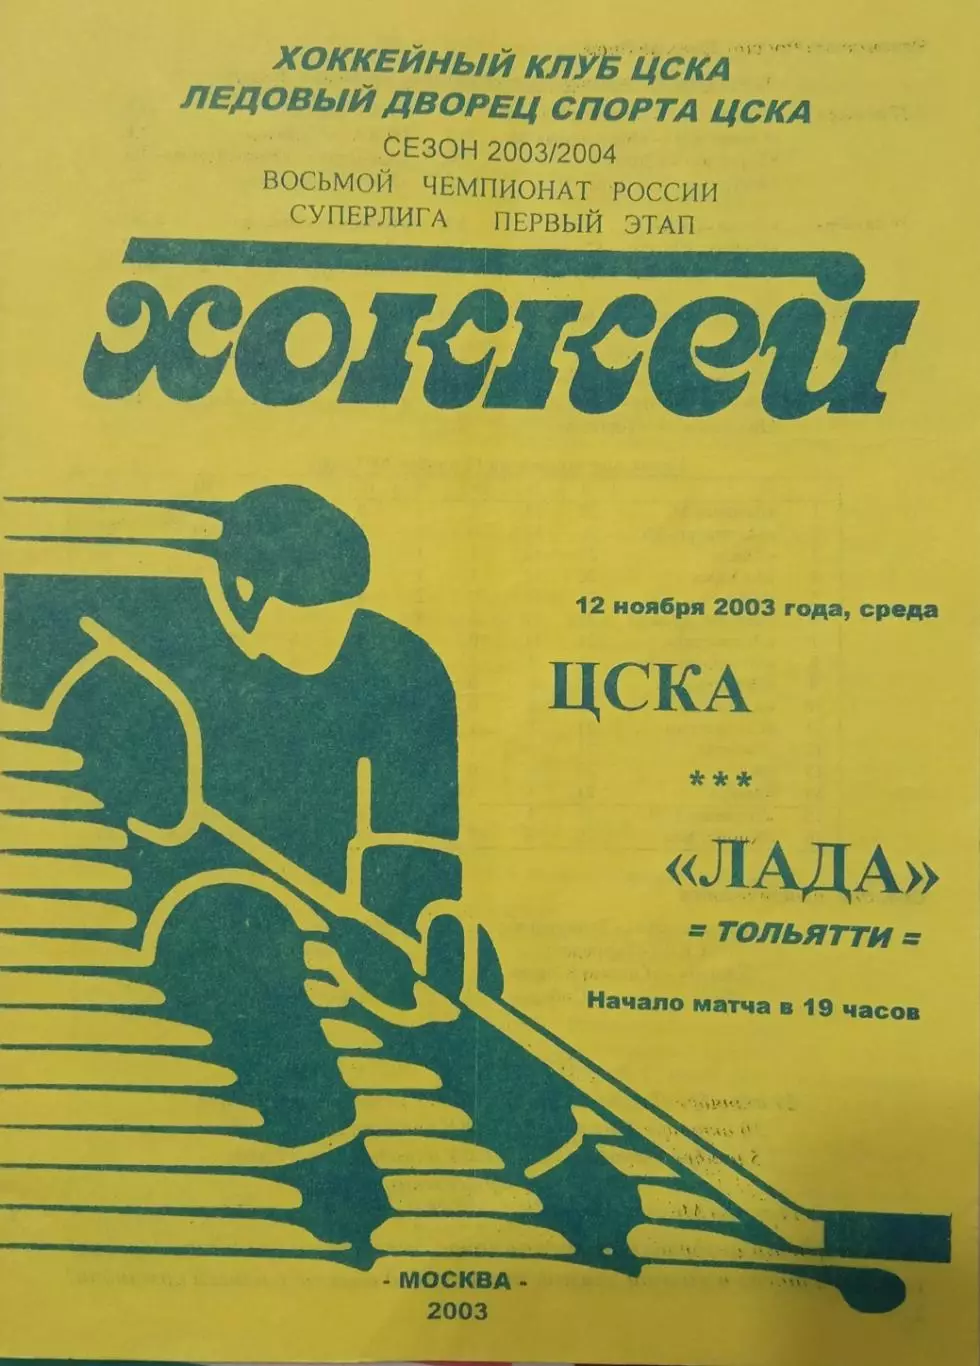 ХОККЕЙНЫЙ КЛУБ ЦСКА
ЛЕДОВЫЙ ДВОРЕЦ СПОРТА ЦСКА
СЕЗОН 2003/2004
ВОСЬМОЙ ЧЕМПИОНАТ РОССИИ
СУПЕРЛИГА ПЕРВЫЙ ЭТАП
ХОККЕЙ
12 ноября 2003 года, среда
ЦСКА
***
«ЛАДА»
= ТОЛЬЯТТИ =
Начало матча в 19 часов
- МОСКВА -
2003